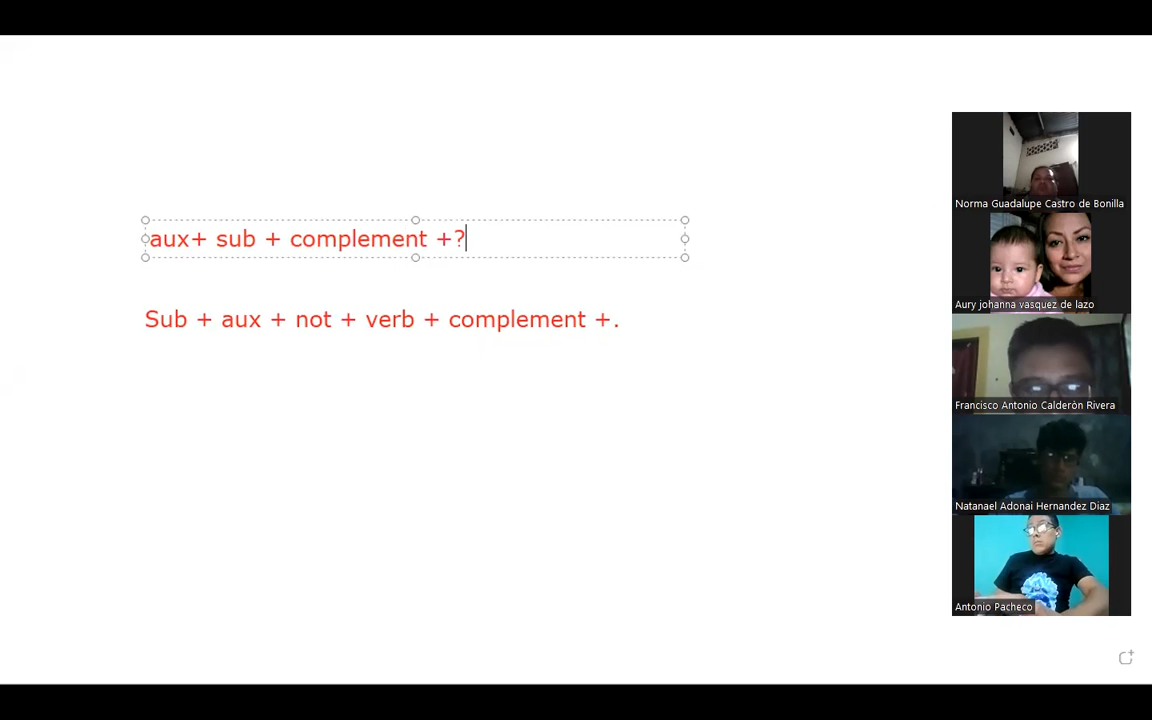 aux+ sub + complement +?
Sub + aux + not + verb + complement +.
Norma Guadalupe Castro de Bonilla
Aury johanna vasquez de lazo
Francisco Antonio Calderòn Rivera
Natanael Adonai Hernandez Diaz
Antonio Pacheco